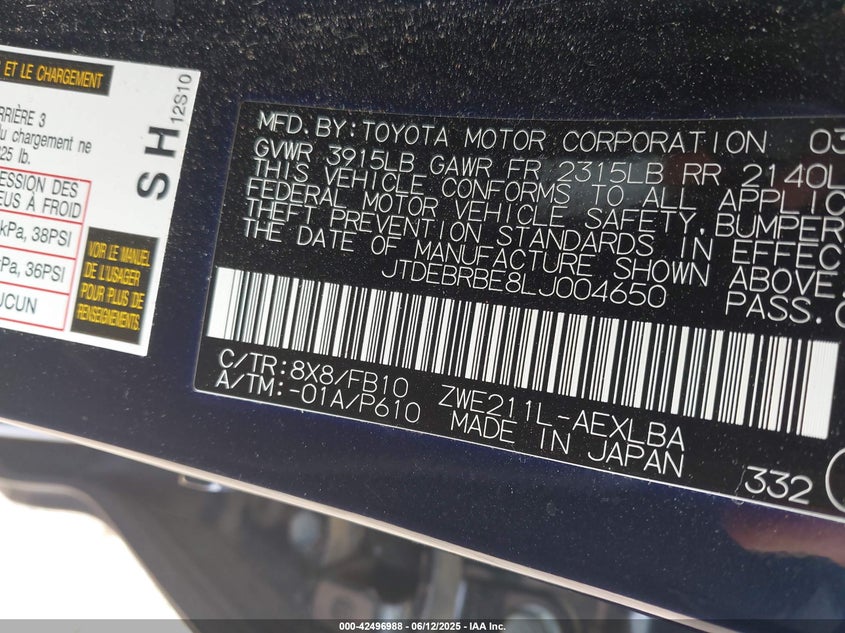 ET LE CHARGEMENT
RRIÈRE 3
u chargement ne
825 lb.
ESSION DES
EUS À FROID
kPa, 38PSI
Pa, 36PSI
UCUN
VOIR LE MANUEL
DE L'USAGER
POUR PLUS DE
RENSEIGNEMENTS
SH
12S10
MFD. BY: TOYOTA MOTOR CORPORATION 03
GVWR 3915LB GAWR FR 2315LB RR 2140L
THIS VEHICLE CONFORMS TO ALL APPLIC
FEDERAL MOTOR VEHICLE SAFETY, BUMPER
THEFT PREVENTION STANDARDS IN EFFEC
THE DATE OF MANUFACTURE SHOWN ABOVE.
JTDEBRBE8LJ004650
PASS.
C/TR: 8X8/FB10
A/TM: -01A/P610
ZWE211L-AEXLBA
MADE IN JAPAN
332
000-42496988 - 06/12/2025 - IAA Inc.